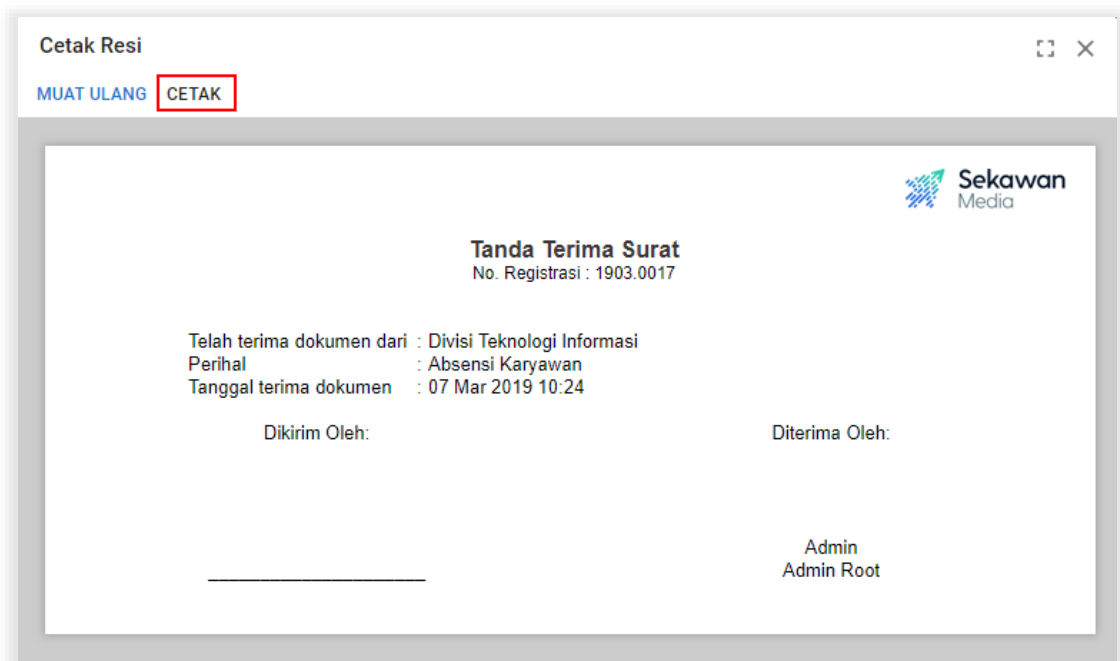 Cetak Resi
MUAT ULANG CETAK
Sekawan
Media
Tanda Terima Surat
No. Registrasi : 1903.0017
Telah terima dokumen dari : Divisi Teknologi Informasi
Perihal : Absensi Karyawan
Tanggal terima dokumen : 07 Mar 2019 10:24
Dikirim Oleh: Diterima Oleh:
Admin
Admin Root